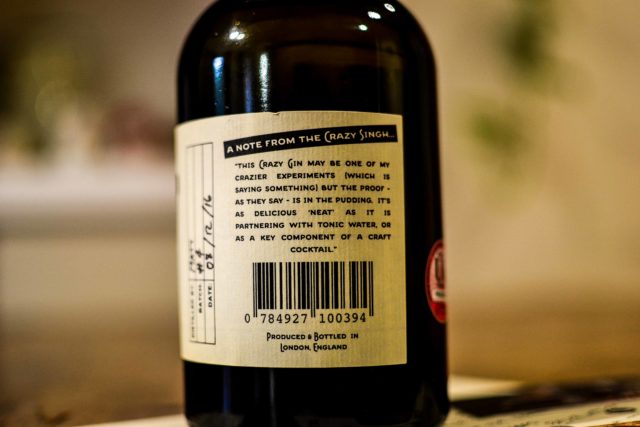 A NOTE FROM THE CRAZY SINGH...
"THIS CRAZY GIN MAY BE ONE OF MY
CRAZIER EXPERIMENTS (WHICH IS
SAYING SOMETHING) BUT THE PROOF -
AS THEY SAY - IS IN THE PUDDING. IT'S
AS DELICIOUS 'NEAT' AS IT IS
PARTNERING WITH TONIC WATER, OR
AS A KEY COMPONENT OF A CRAFT
COCKTAIL."
0 784927 100394
PRODUCED & BOTTLED IN
LONDON, ENGLAND
DISTILLED BY:
BATCH:
DATE: 03/12/16